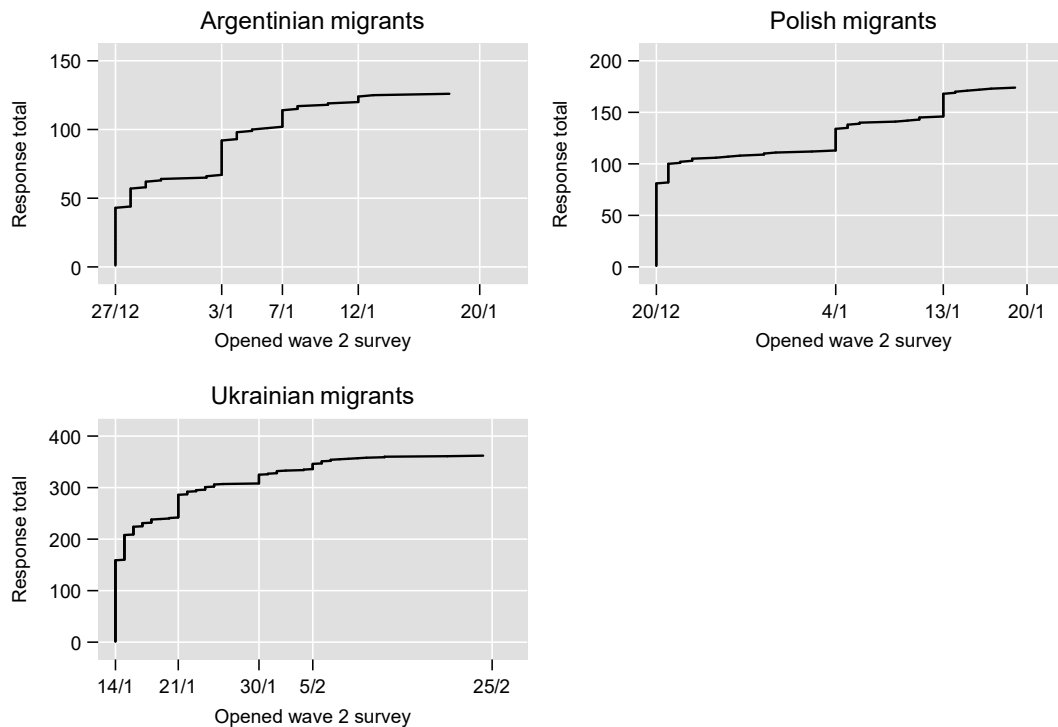 Argentinian migrants
150
100
50
0
Response total
27/12 3/1 7/1 12/1 20/1
Opened wave 2 survey
Polish migrants
200
150
100
50
0
Response total
20/12 4/1 13/1 20/1
Opened wave 2 survey
Ukrainian migrants
400
300
200
100
0
Response total
14/1 21/1 30/1 5/2 25/2
Opened wave 2 survey